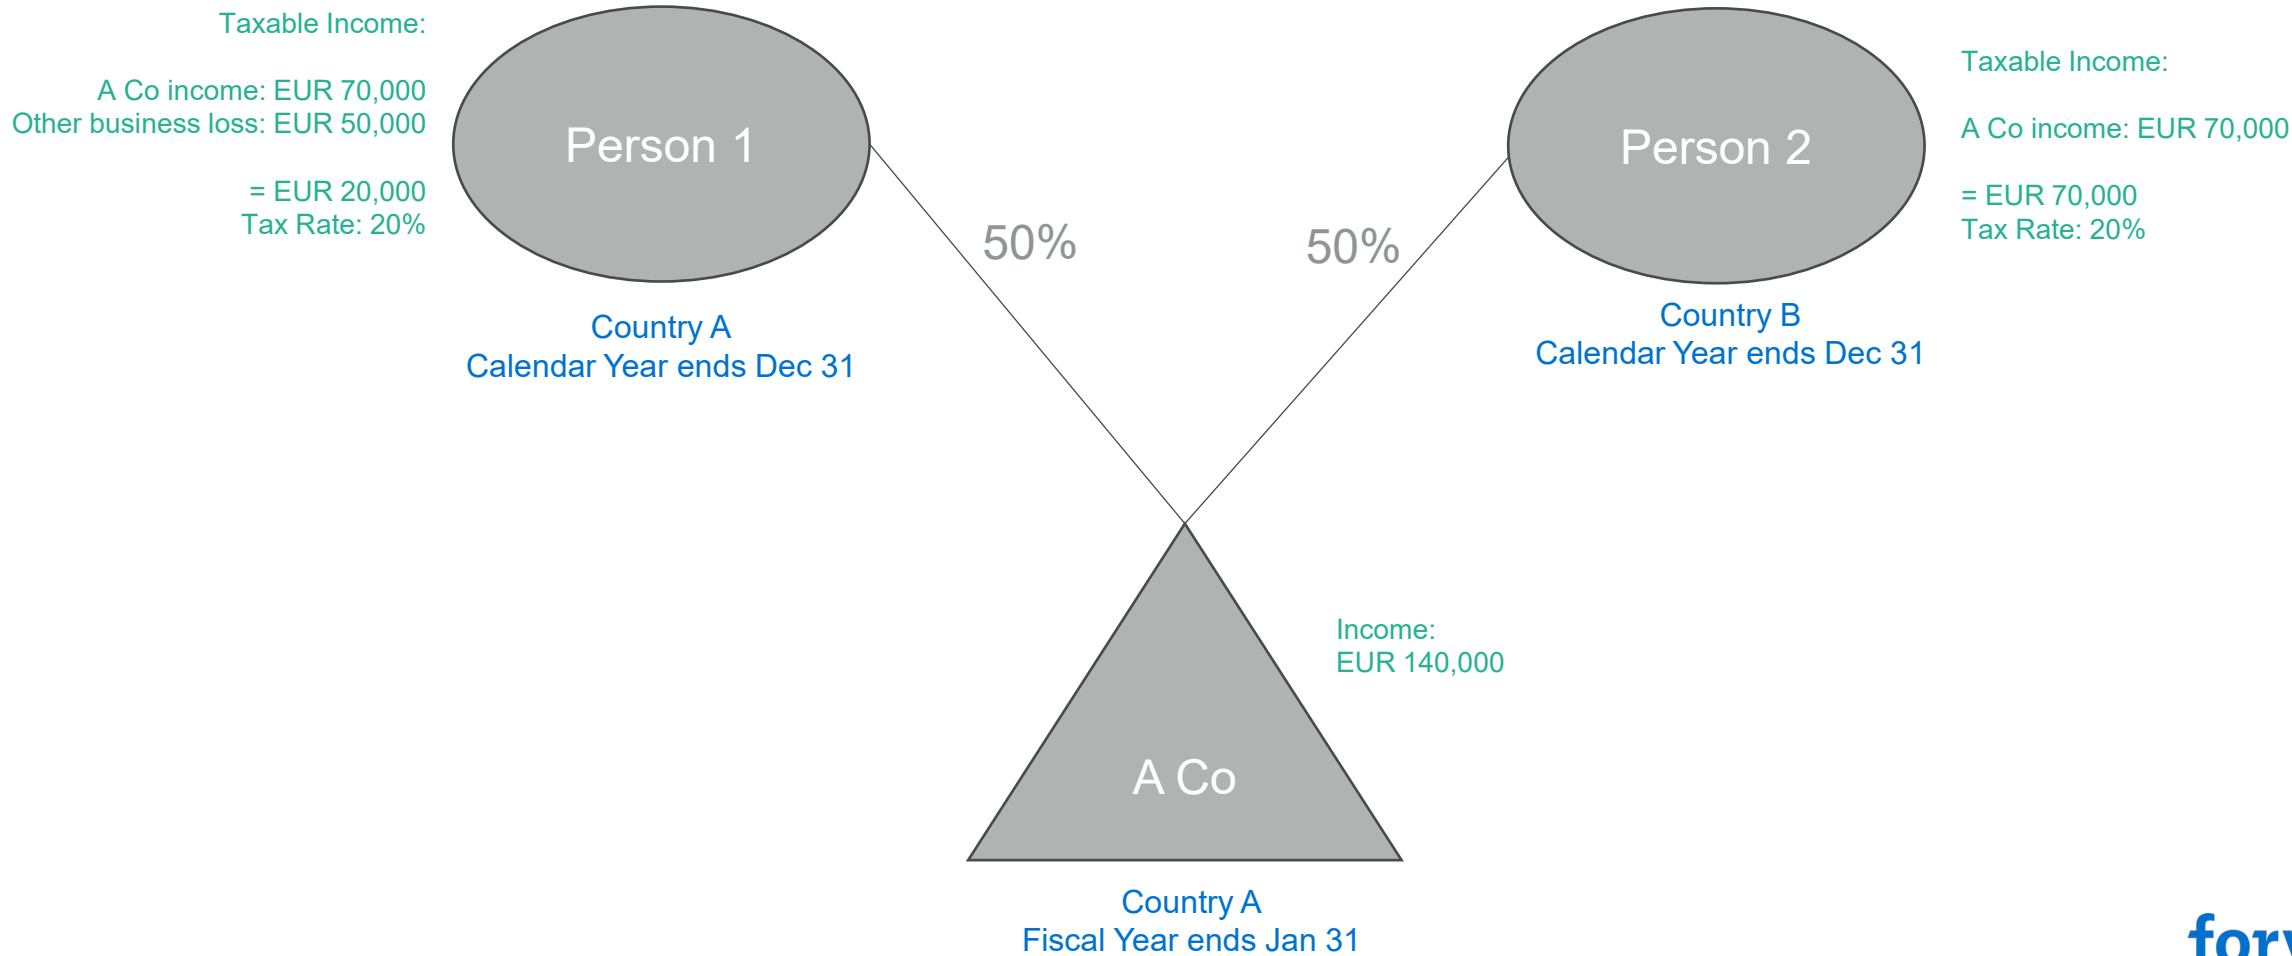 Taxable Income:
A Co income: EUR 70,000
Other business loss: EUR 50,000
= EUR 20,000
Tax Rate: 20%
Person 1
Country A
Calendar Year ends Dec 31
50%
50%
Person 2
Country B
Calendar Year ends Dec 31
Taxable Income:
A Co income: EUR 70,000
= EUR 70,000
Tax Rate: 20%
Income:
EUR 140,000
A Co
Country A
Fiscal Year ends Jan 31